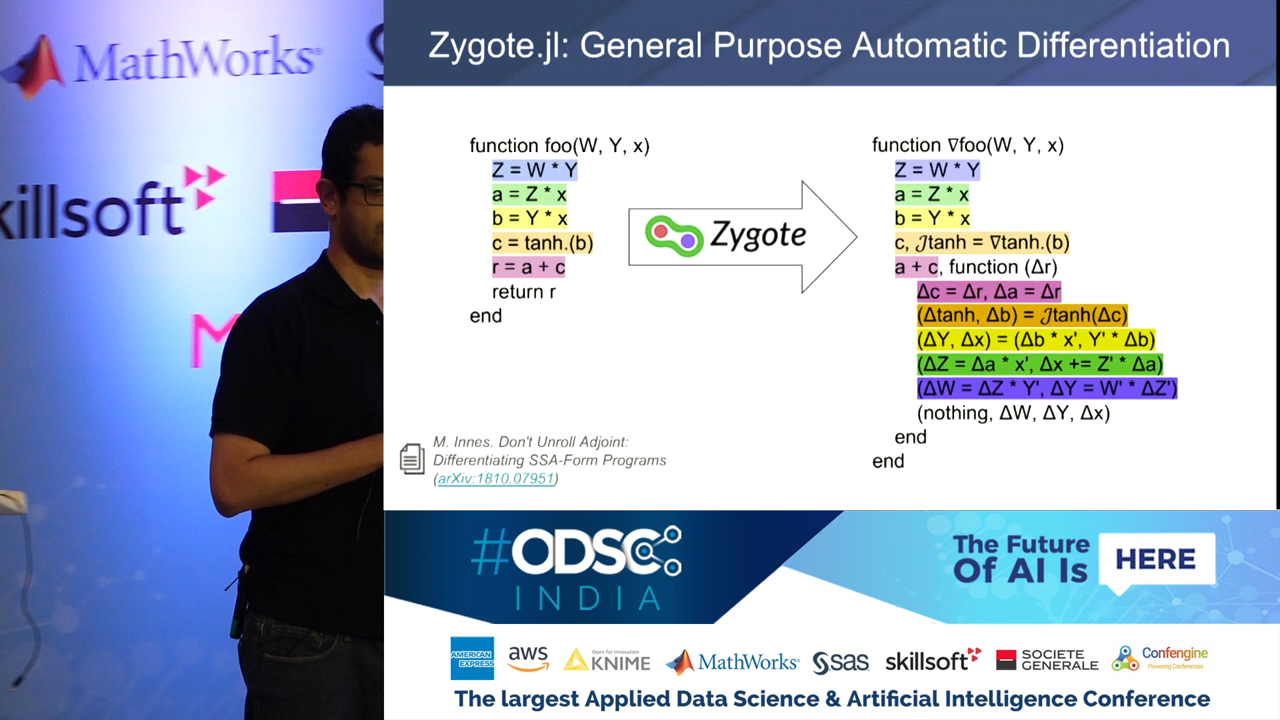 MathWorks®
S
killsoft
M
Zygote.jl: General Purpose Automatic Differentiation
function foo(W, Y, x)
Z = W * Y
a = Z * x
b = Y * x
c = tanh.(b)
r = a + c
return r
end
Zygote
function ∇foo(W, Y, x)
Z = W * Y
a = Z * x
b = Y * x
c, 𝒥tanh = ∇tanh.(b)
a + c, function (Δr)
Δc = Δr, Δa = Δr
(Δtanh, Δb) = 𝒥tanh(Δc)
(ΔY, Δx) = (Δb * x', Y' * Δb)
(ΔZ = Δa * x', Δx += Z' * Δa)
(ΔW = ΔZ * Y', ΔY = W' * ΔZ')
(nothing, ΔW, ΔY, Δx)
end
end
M. Innes. Don't Unroll Adjoint:
Differentiating SSA-Form Programs
(arXiv:1810.07951)
#ODSC
INDIA
The Future
Of AI Is
HERE
AMERICAN
EXPRESS
aws
Open for Innovation
KNIME
MathWorks®
sas
skillsoft
SOCIETE
GENERALE
Confengine
Powering Conferences
The largest Applied Data Science & Artificial Intelligence Conference